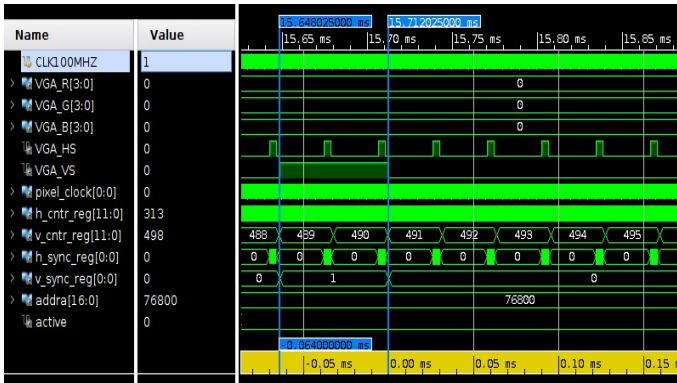 15.648025000 ms 15.712025000 ms
Name Value 15.65 ms 15.70 ms 15.75 ms 15.80 ms 15.85 ms
CLK100MHZ 1
VGA_R[3:0] 0 0
VGA_G[3:0] 0 0
VGA_B[3:0] 0 0
VGA_HS 0
VGA_VS 0
pixel_clock[0:0] 0
h_cntr_reg[11:0] 313
v_cntr_reg[11:0] 498 488 489 490 491 492 493 494 495
h_sync_reg[0:0] 0 0 0 0 0 0 0 0 0
v_sync_reg[0:0] 0 0 1 0
addra[16:0] 76800 76800
active 0
-0.064000000 ms
-0.05 ms 0.00 ms 0.05 ms 0.10 ms 0.15